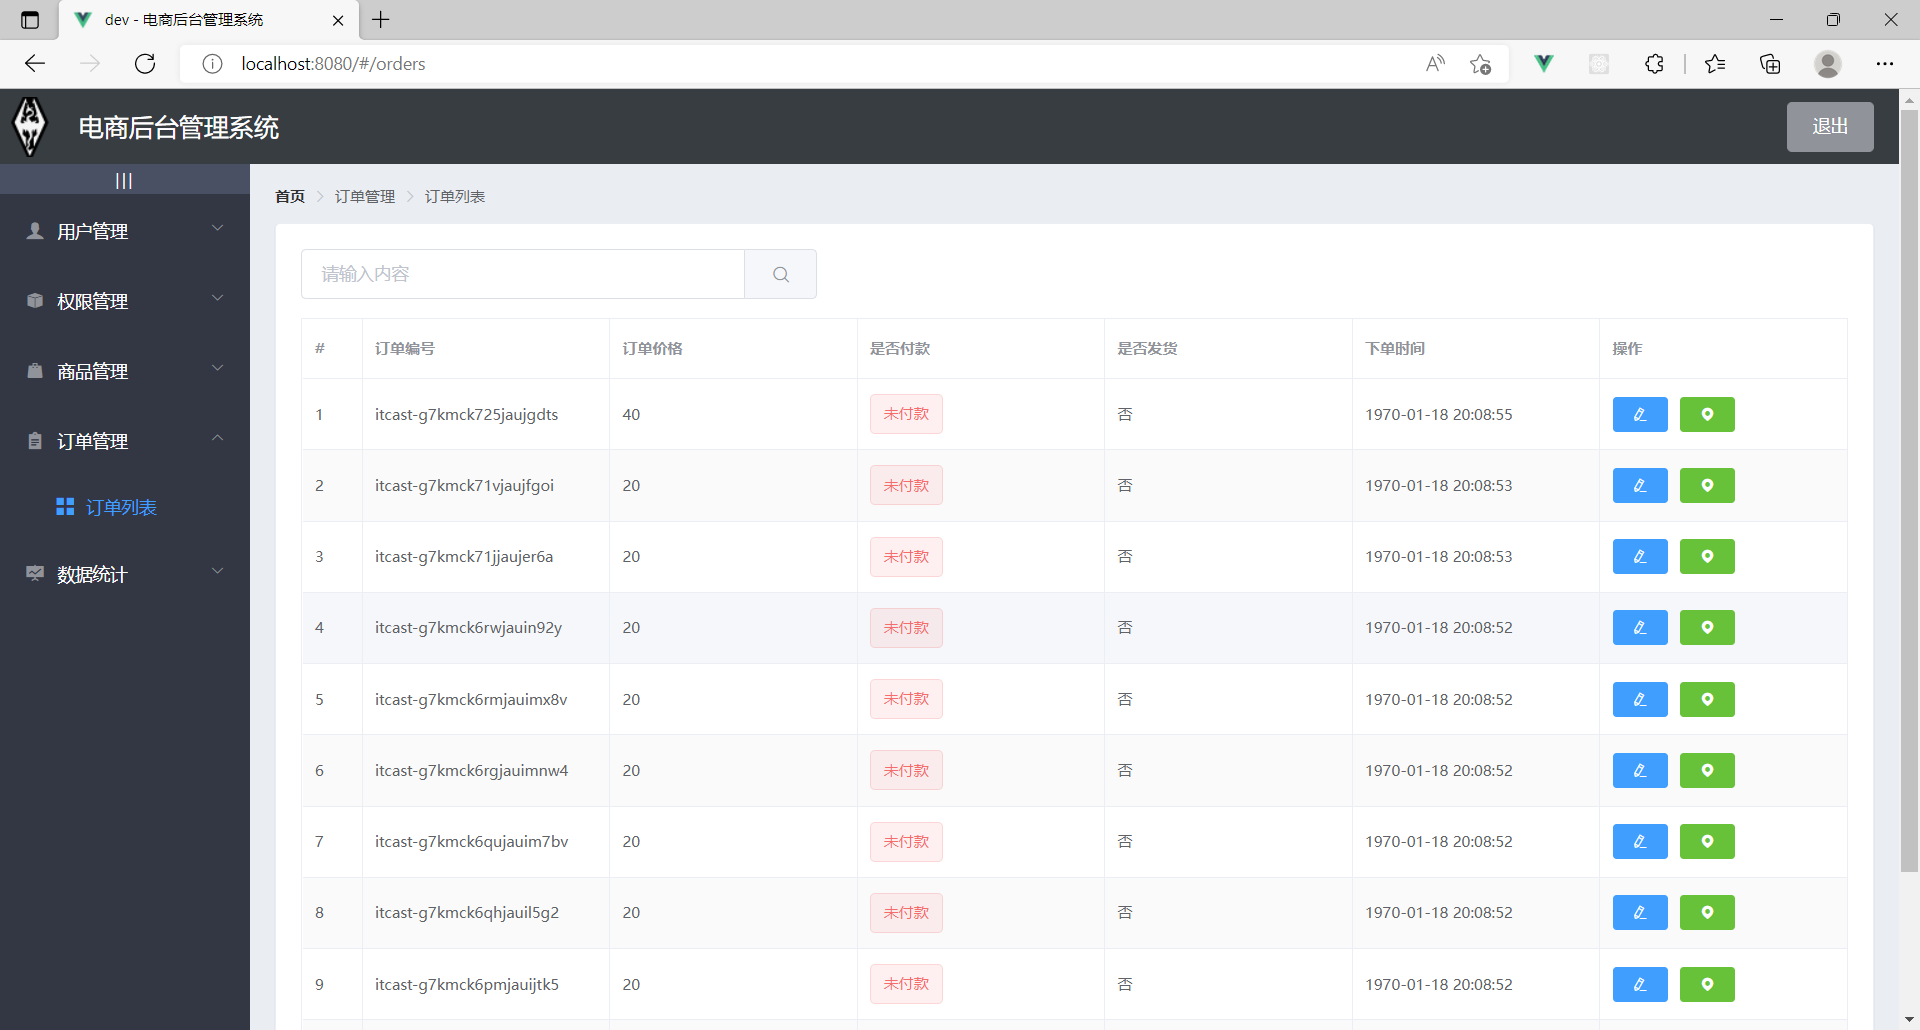 dev - 电商后台管理系统
localhost:8080/#/orders
电商后台管理系统
退出
|||
用户管理
权限管理
商品管理
订单管理
订单列表
数据统计
首页 > 订单管理 > 订单列表
请输入内容
# 订单编号 订单价格 是否付款 是否发货 下单时间 操作
1 itcast-g7kmck725jaujgdts 40 未付款 否 1970-01-18 20:08:55
2 itcast-g7kmck71vjaujfgoi 20 未付款 否 1970-01-18 20:08:53
3 itcast-g7kmck71jjaujer6a 20 未付款 否 1970-01-18 20:08:53
4 itcast-g7kmck6rwjauin92y 20 未付款 否 1970-01-18 20:08:52
5 itcast-g7kmck6rmjauimx8v 20 未付款 否 1970-01-18 20:08:52
6 itcast-g7kmck6rgjauimnw4 20 未付款 否 1970-01-18 20:08:52
7 itcast-g7kmck6qujauim7bv 20 未付款 否 1970-01-18 20:08:52
8 itcast-g7kmck6qhjauil5g2 20 未付款 否 1970-01-18 20:08:52
9 itcast-g7kmck6pmjauijtk5 20 未付款 否 1970-01-18 20:08:52